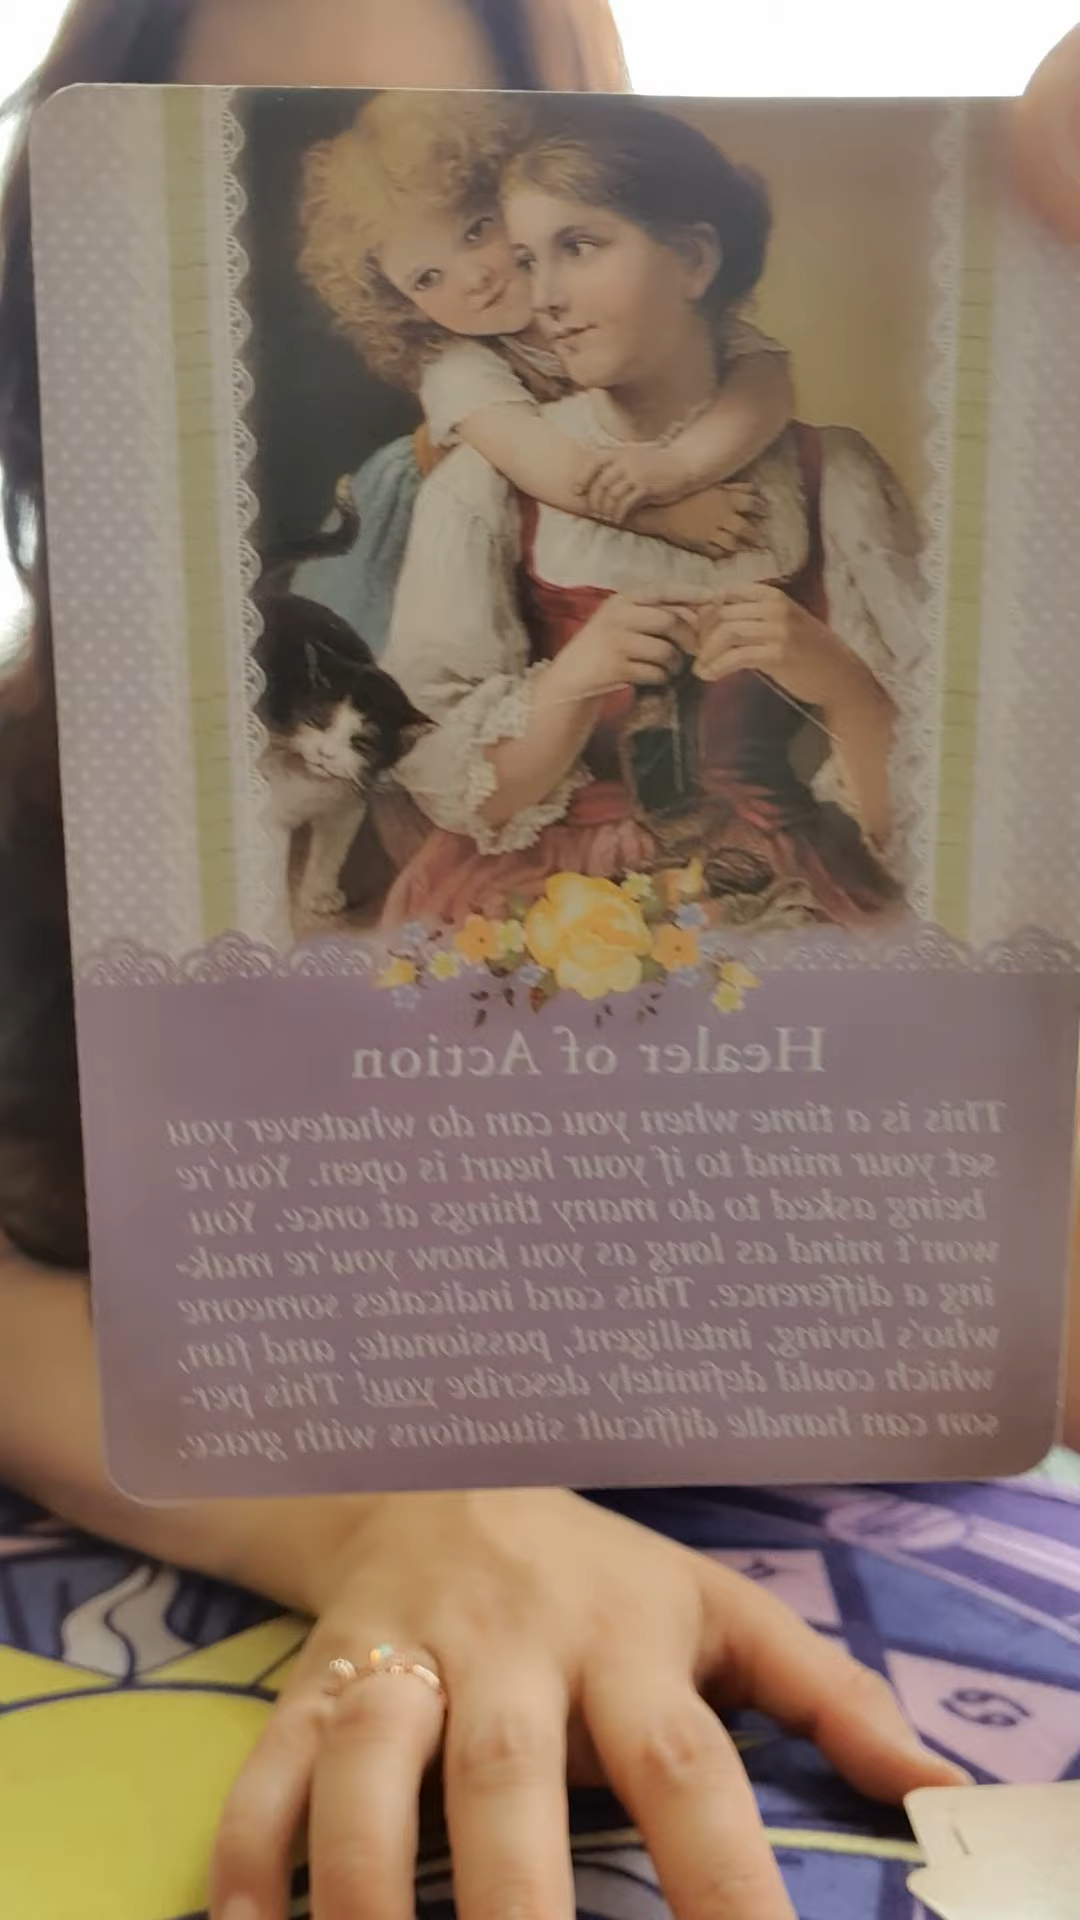 Healer of Action
This is a time when you can do whatever you
set your mind to if your heart is open. You're
being asked to do many things at once. You
won't mind as long as you know you're mak-
ing a difference. This card indicates someone
who's loving, intelligent, passionate, and fun,
which could definitely describe you! This per-
son can handle difficult situations with grace.